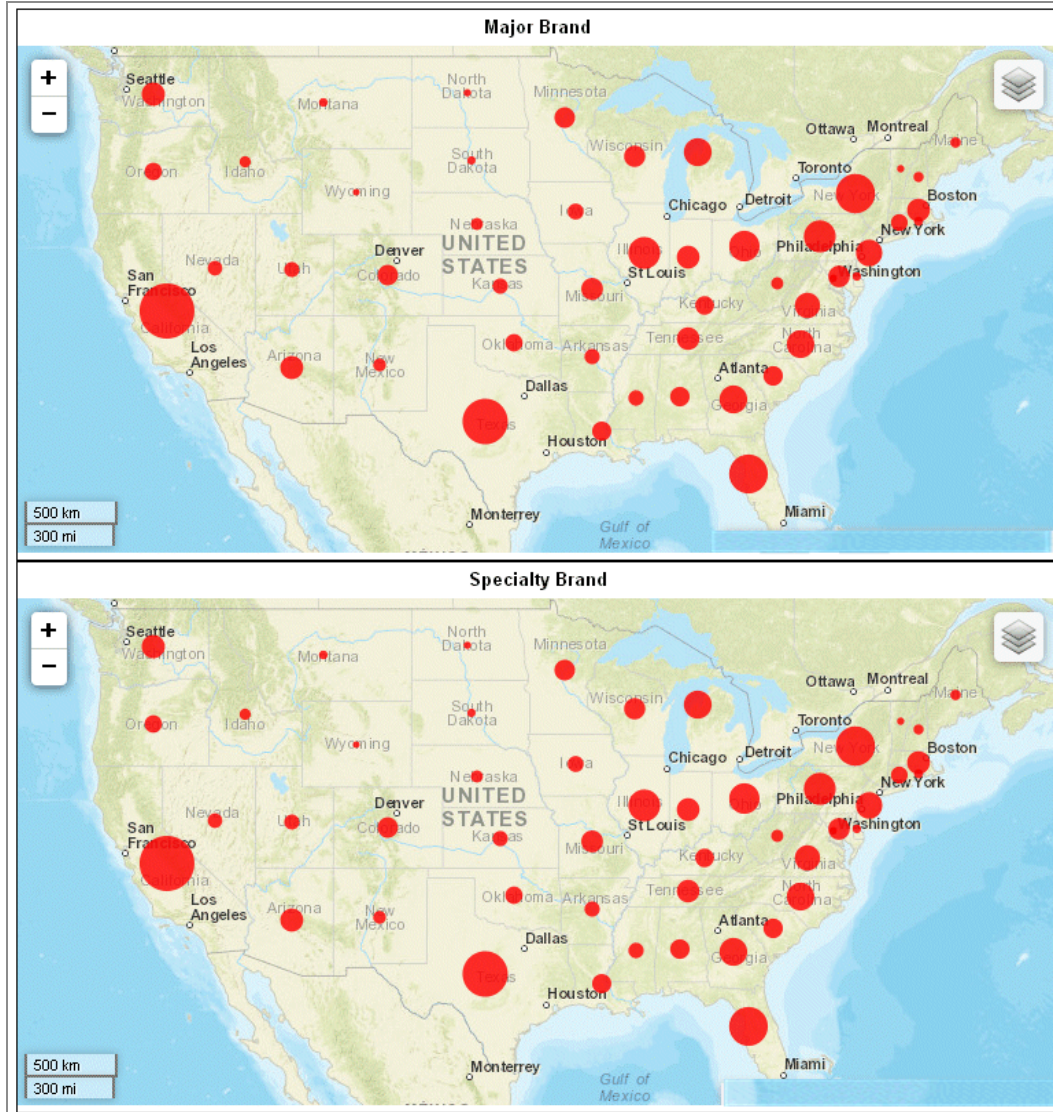 Major Brand
+
−
Seattle
Washington
Montana
North
Dakota
Minnesota
Ottawa
Montreal
Maine
Oregon
Idaho
South
Dakota
Wisconsin
Toronto
New York
Boston
Wyoming
Chicago
Detroit
Nebraska
Iowa
UNITED
STATES
Illinois
Ohio
Philadelphia
New York
San
Francisco
Nevada
Utah
Denver
Colorado
Kansas
St Louis
Missouri
Washington
Kentucky
Virginia
California
Los
Angeles
Arizona
New
Mexico
Oklahoma
Arkansas
Tennessee
North
Carolina
Atlanta
Georgia
Dallas
Texas
Houston
Miami
Monterrey
Gulf of
Mexico
500 km
300 mi
Specialty Brand
+
−
Seattle
Washington
Montana
North
Dakota
Minnesota
Ottawa
Montreal
Maine
Oregon
Idaho
South
Dakota
Wisconsin
Toronto
New York
Boston
Wyoming
Chicago
Detroit
Nebraska
Iowa
UNITED
STATES
Illinois
Ohio
Philadelphia
New York
San
Francisco
Nevada
Utah
Denver
Colorado
Kansas
St Louis
Missouri
Washington
Kentucky
Virginia
California
Los
Angeles
Arizona
New
Mexico
Oklahoma
Arkansas
Tennessee
North
Carolina
Atlanta
Georgia
Dallas
Texas
Houston
Miami
Monterrey
Gulf of
Mexico
500 km
300 mi